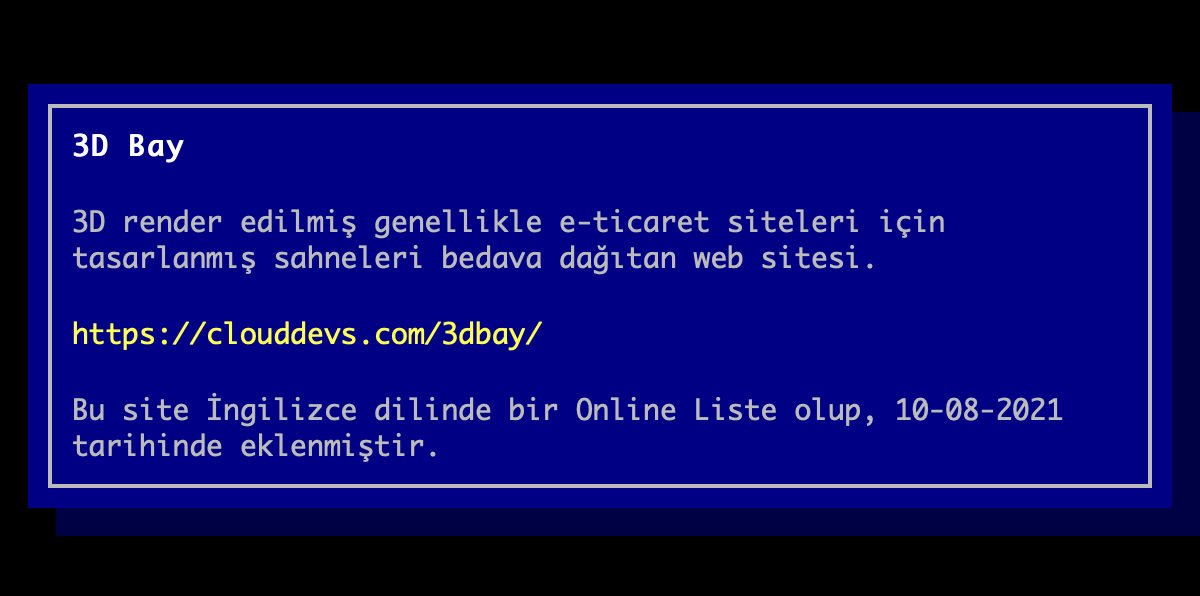 3D Bay
3D render edilmiş genellikle e-ticaret siteleri için
tasarlanmış sahneleri bedava dağıtan web sitesi.
https://clouddevs.com/3dbay/
Bu site İngilizce dilinde bir Online Liste olup, 10-08-2021
tarihinde eklenmiştir.